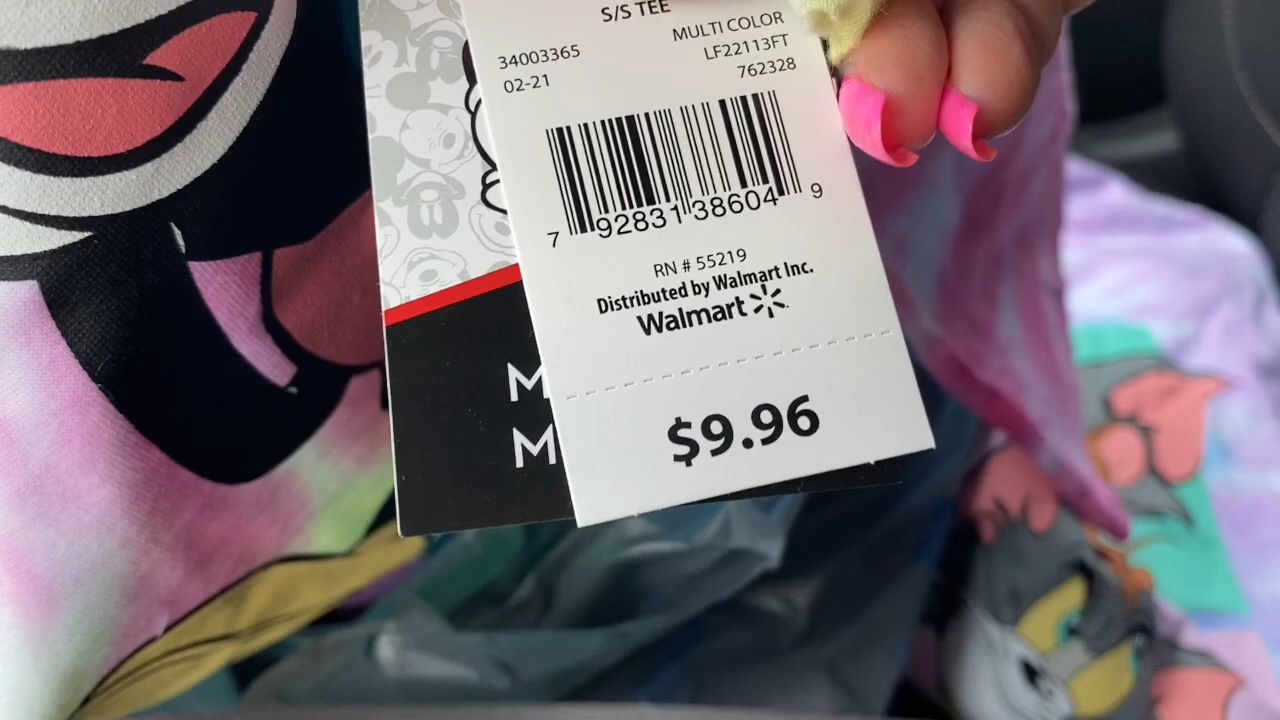 S/S TEE
34003365
MULTI COLOR
02-21
LF22113FT
762328
7 92831 38604 9
RN # 55219
Distributed by Walmart Inc.
Walmart
$9.96
M
M